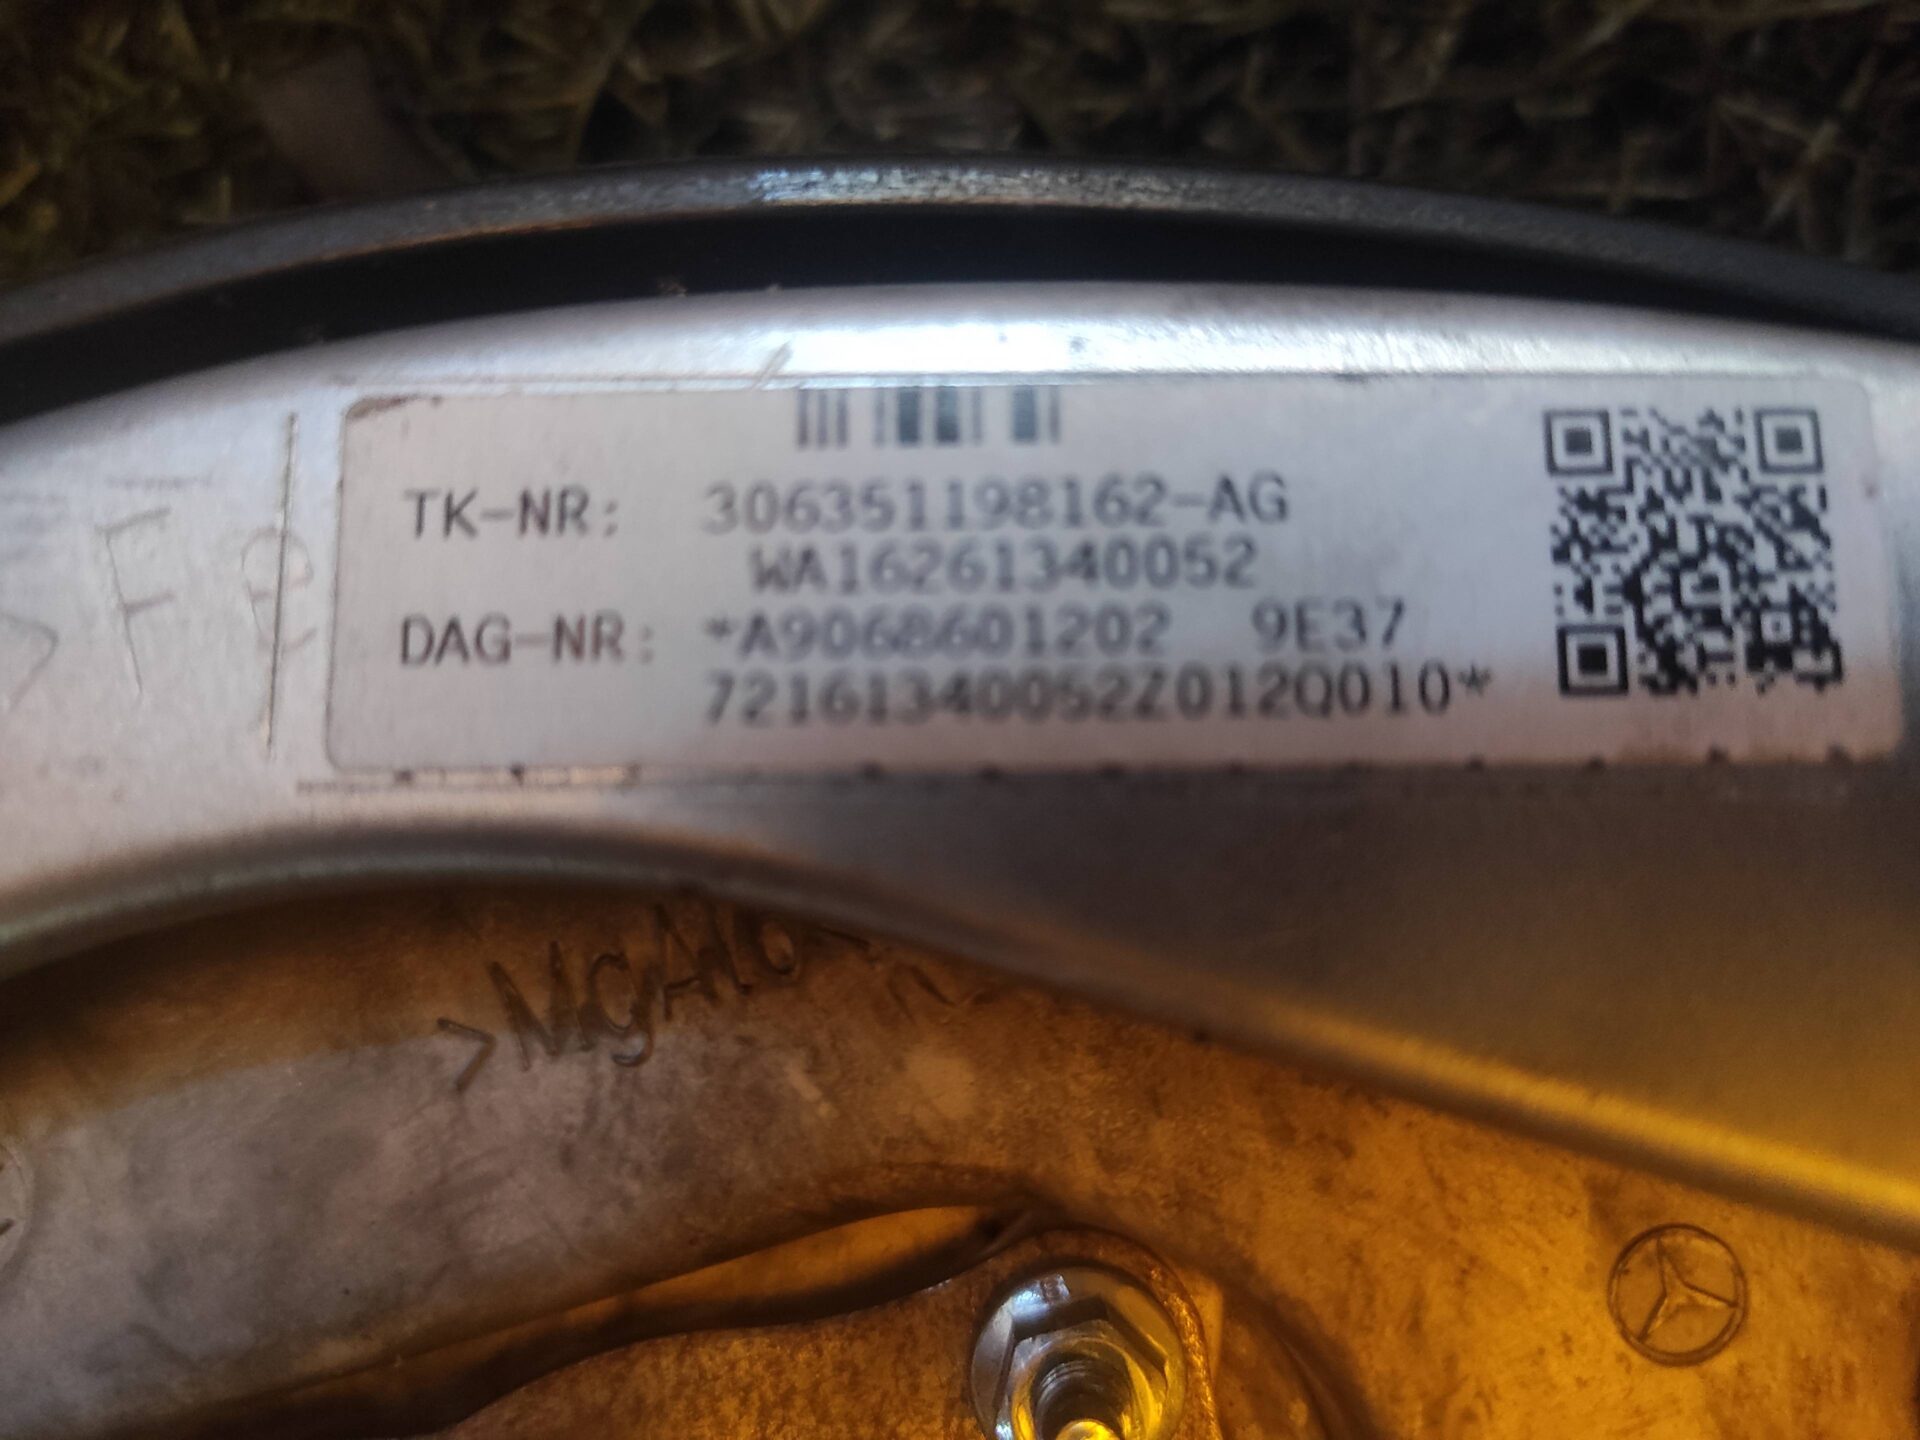 TK-NR: 306351198162-AG
WA16261340052
DAG-NR: *A9068601202 9E37
72161340052Z012Q010*
>MgAl6